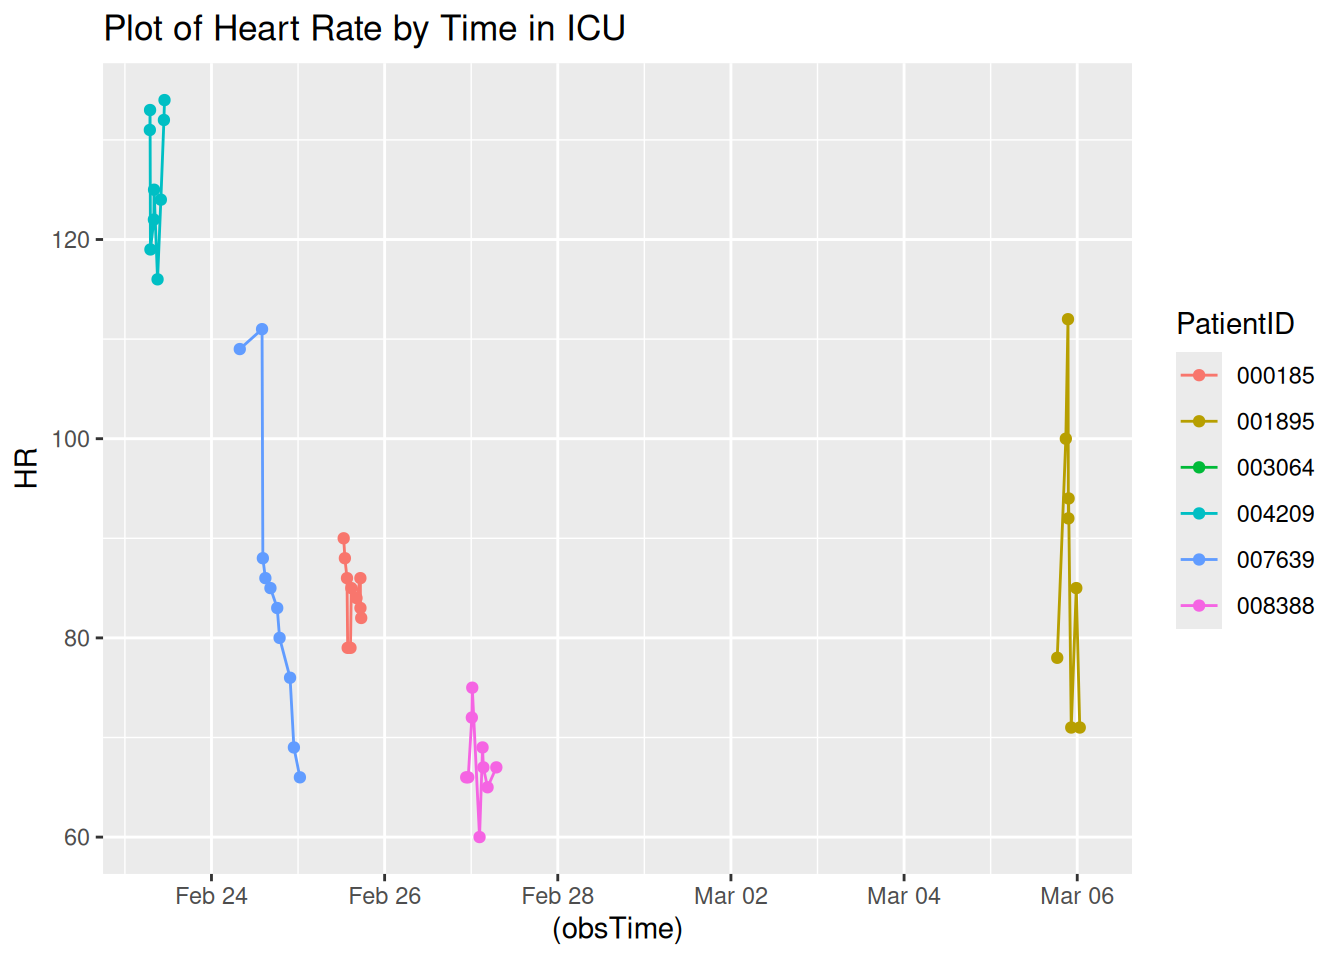 Plot of Heart Rate by Time in ICU
HR
120
100
80
60
Feb 24
Feb 26
Feb 28
Mar 02
Mar 04
Mar 06
(obsTime)
PatientID
000185
001895
003064
004209
007639
008388